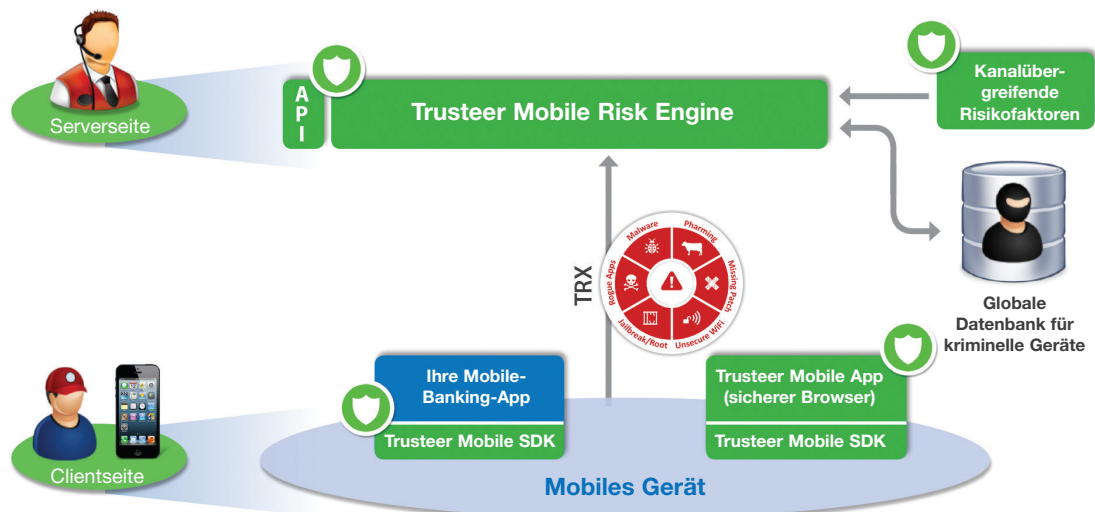 Serverseite
API
Trusteer Mobile Risk Engine
Kanalüber-
greifende
Risikofaktoren
TRX
Malware
Pharming
Missing Patch
Unsecure WiFi
Jailbreak/Root
Rogue Apps
Globale
Datenbank für
kriminelle Geräte
Clientseite
Ihre Mobile-
Banking-App
Trusteer Mobile SDK
Trusteer Mobile App
(sicherer Browser)
Trusteer Mobile SDK
Mobiles Gerät